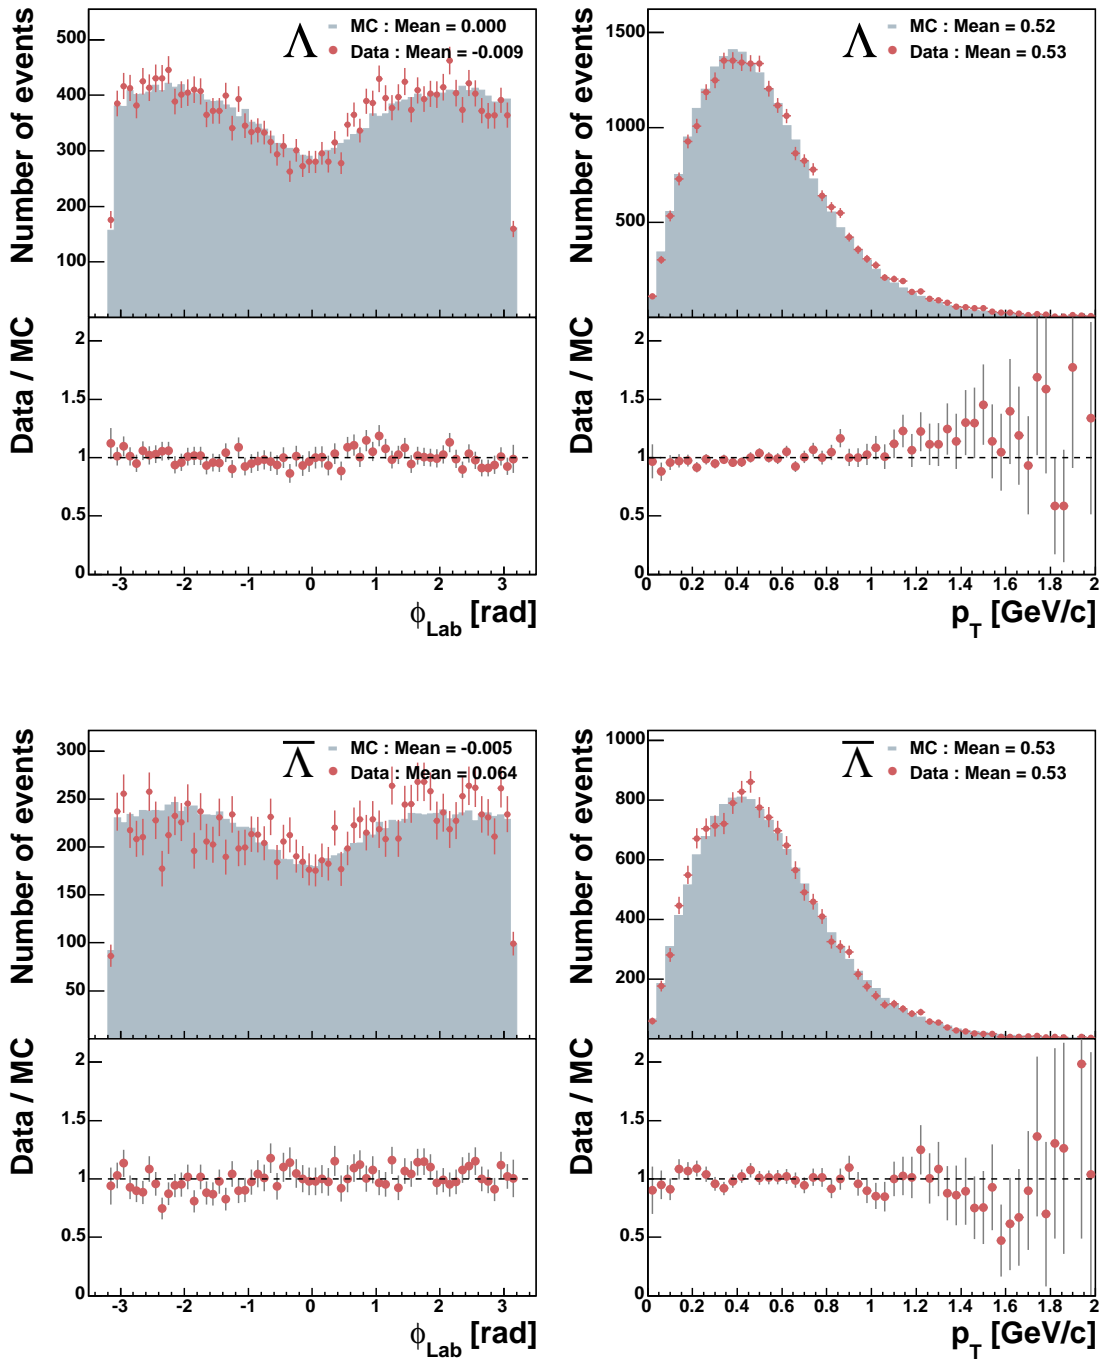 Number of events
500
400
300
200
100
Λ
MC : Mean = 0.000
Data : Mean = -0.009
Data / MC
2
1.5
1
0.5
0
-3 -2 -1 0 1 2 3
ϕLab [rad]
Number of events
1500
1000
500
Λ
MC : Mean = 0.52
Data : Mean = 0.53
Data / MC
2
1.5
1
0.5
0
0 0.2 0.4 0.6 0.8 1 1.2 1.4 1.6 1.8 2
pT [GeV/c]
Number of events
300
250
200
150
100
50
Λ̅
MC : Mean = -0.005
Data : Mean = 0.064
Data / MC
2
1.5
1
0.5
0
-3 -2 -1 0 1 2 3
ϕLab [rad]
Number of events
1000
800
600
400
200
Λ̅
MC : Mean = 0.53
Data : Mean = 0.53
Data / MC
2
1.5
1
0.5
0
0 0.2 0.4 0.6 0.8 1 1.2 1.4 1.6 1.8 2
pT [GeV/c]